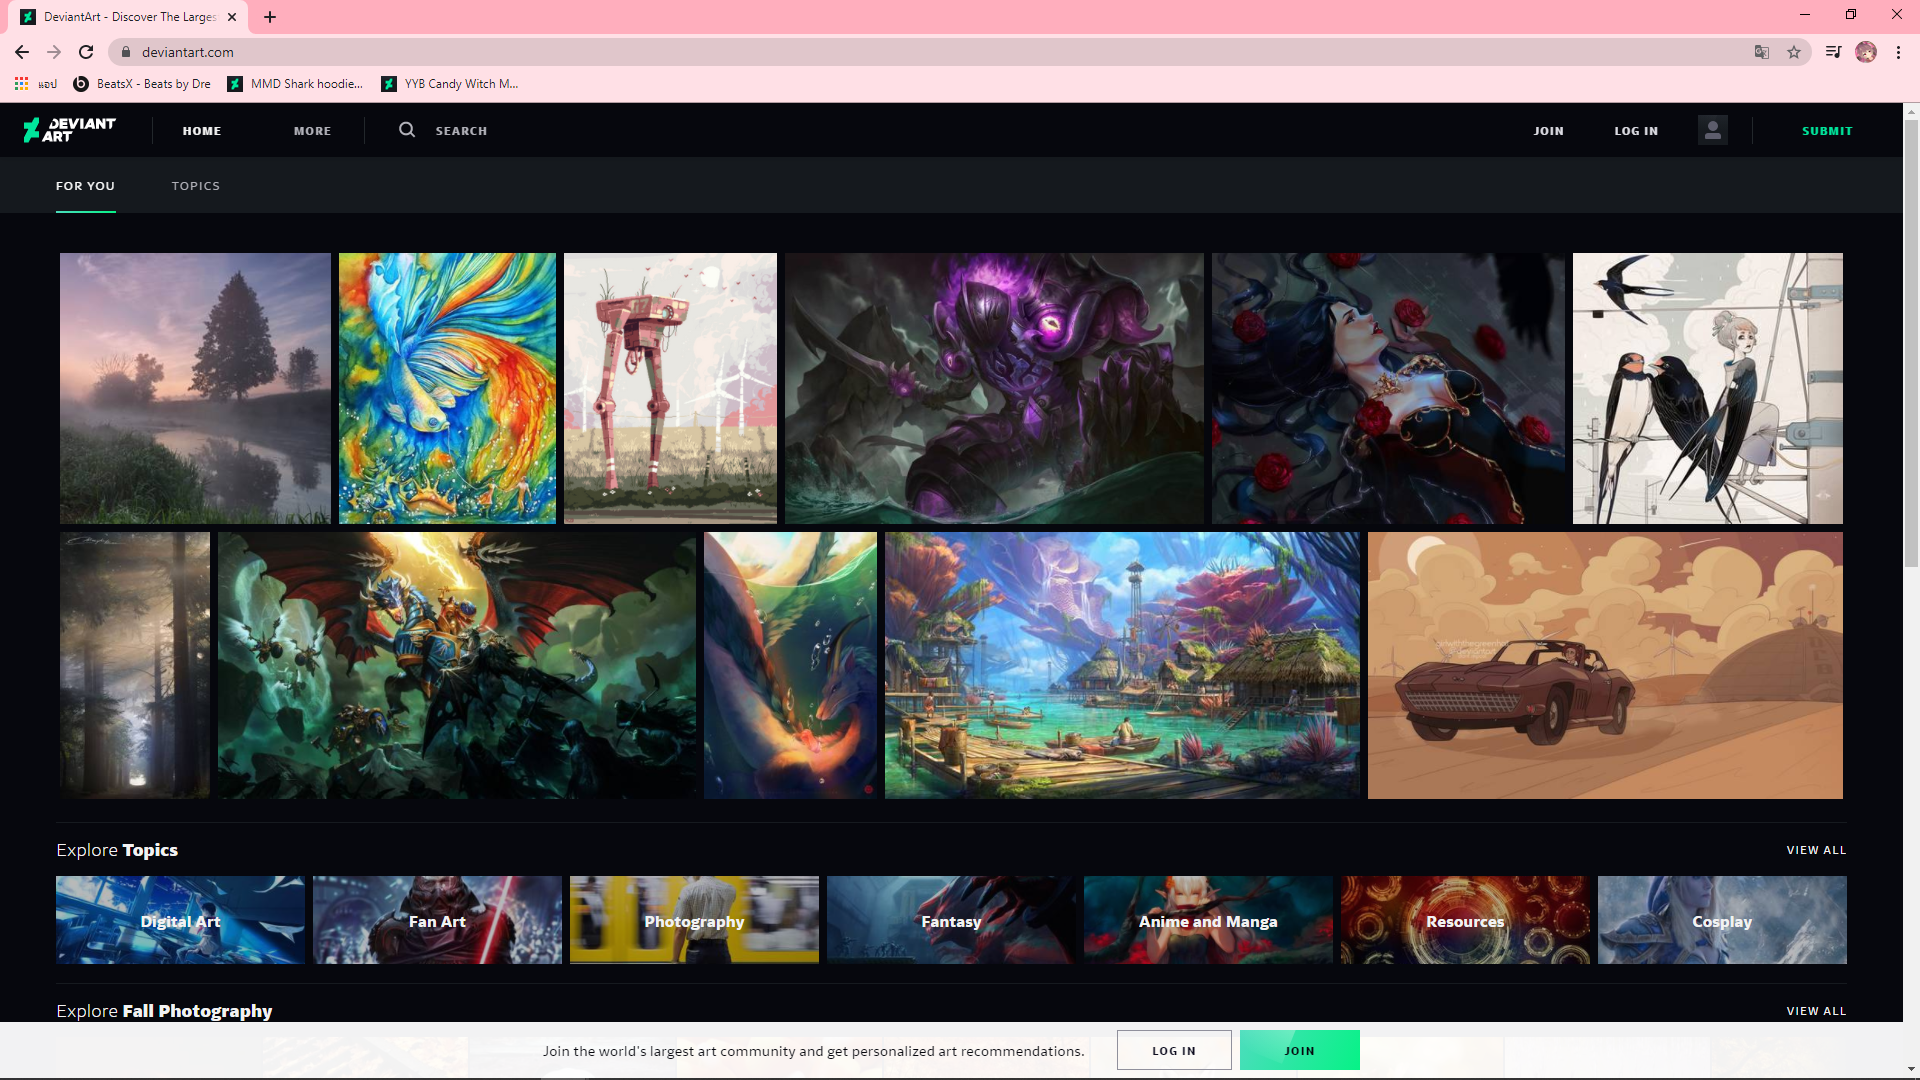 DeviantArt - Discover The Larges
deviantart.com
แอป
BeatsX - Beats by Dre
MMD Shark hoodie...
YYB Candy Witch M...
DEVIANT
ART
HOME
MORE
SEARCH
JOIN
LOG IN
SUBMIT
FOR YOU
TOPICS
Explore Topics
VIEW ALL
Digital Art
Fan Art
Photography
Fantasy
Anime and Manga
Resources
Cosplay
Explore Fall Photography
VIEW ALL
Join the world's largest art community and get personalized art recommendations.
LOG IN
JOIN